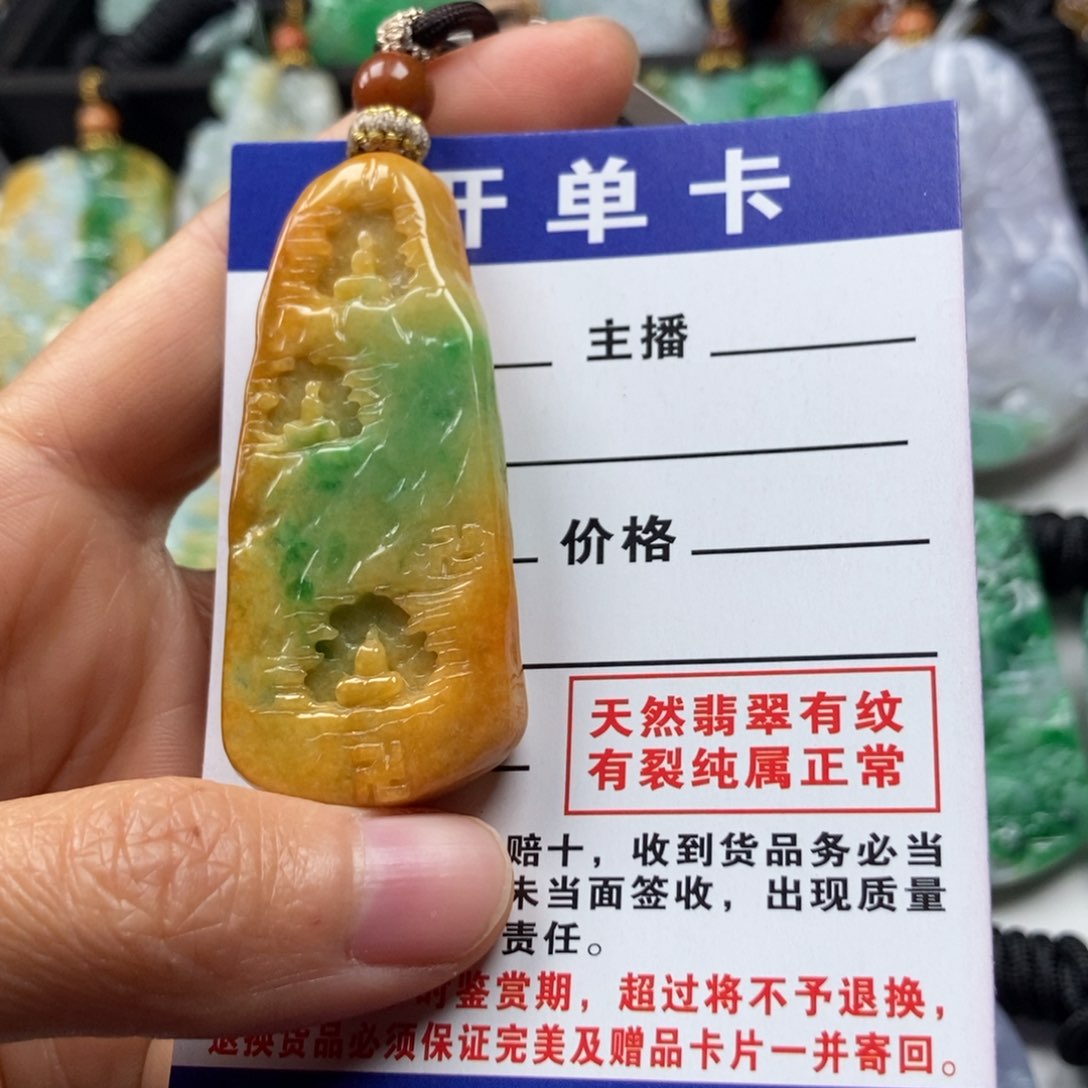 开单卡
主播
价格
天然翡翠有纹
有裂纯属正常
赔十，收到货品务必当
未当面签收，出现质量
责任。
时鉴赏期，超过将不予退换，
退换货品必须保证完美及赠品卡片一并寄回。